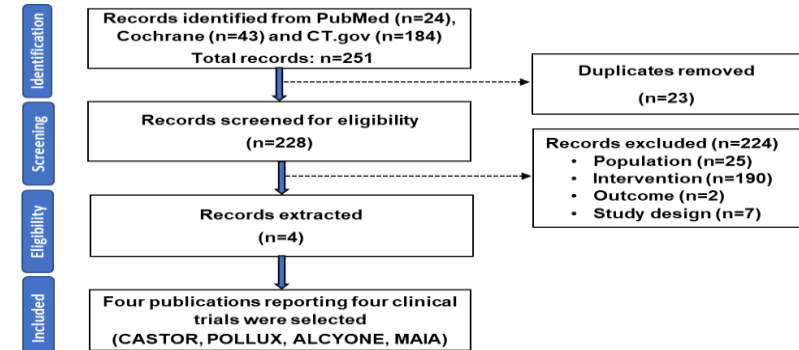 Identification
Records identified from PubMed (n=24),
Cochrane (n=43) and CT.gov (n=184)
Total records: n=251
Duplicates removed
(n=23)
Screening
Records screened for eligibility
(n=228)
Records excluded (n=224)
• Population (n=25)
• Intervention (n=190)
• Outcome (n=2)
• Study design (n=7)
Eligibility
Records extracted
(n=4)
Included
Four publications reporting four clinical
trials were selected
(CASTOR, POLLUX, ALCYONE, MAIA)